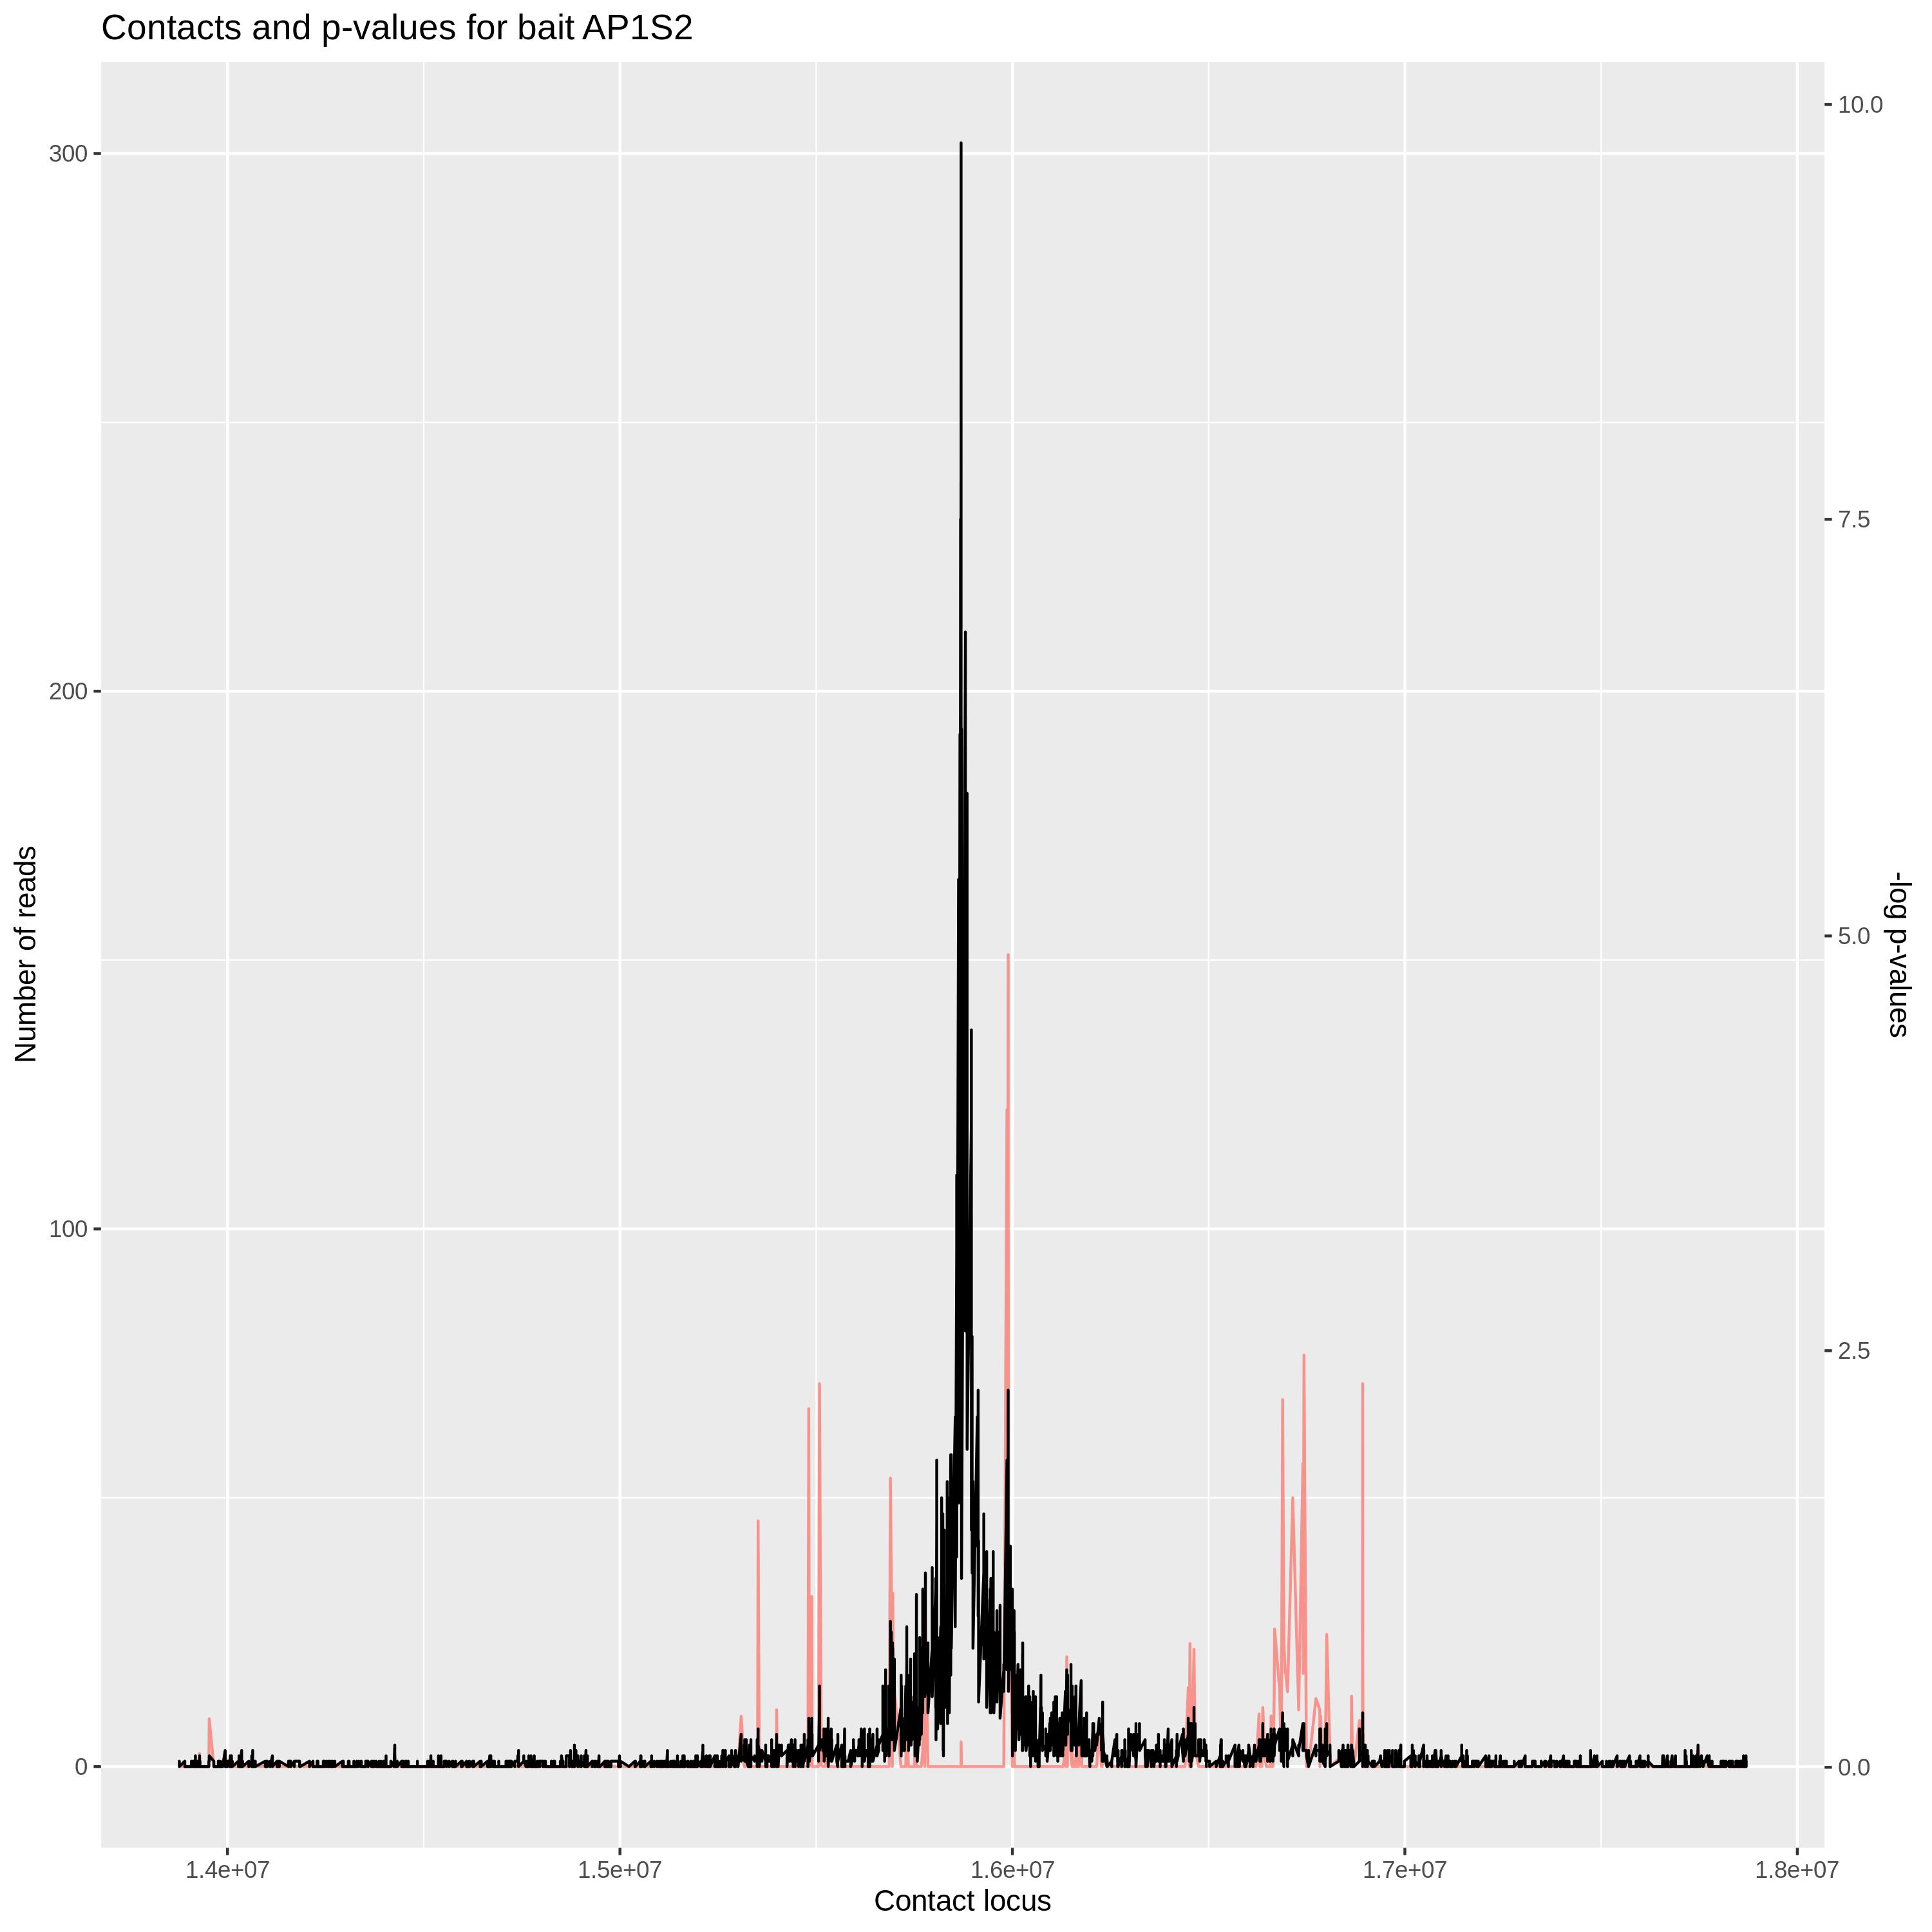 Contacts and p-values for bait AP1S2
300
200
100
0
Number of reads
10.0
7.5
5.0
2.5
0.0
-log p-values
1.4e+07
1.5e+07
1.6e+07
1.7e+07
1.8e+07
Contact locus